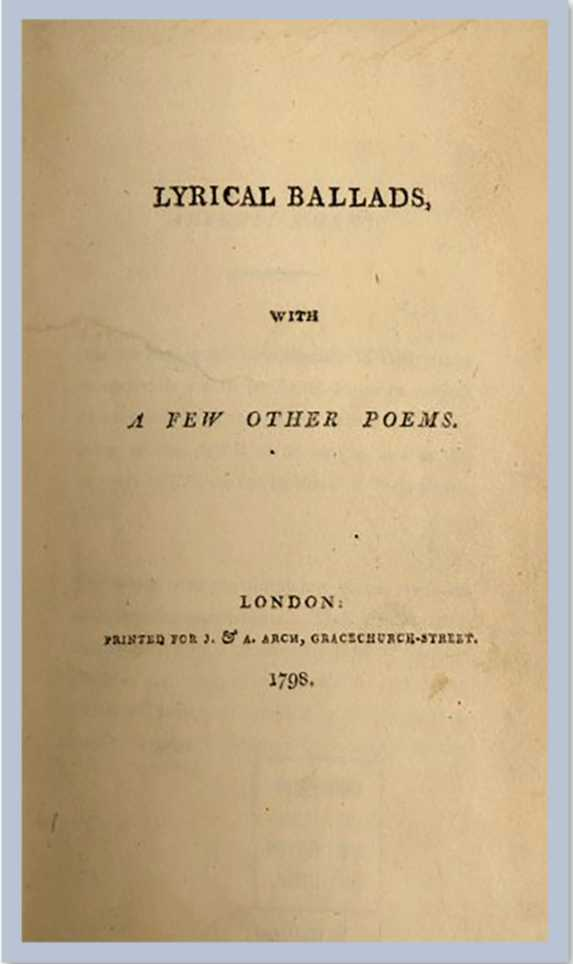 LYRICAL BALLADS,
WITH
A FEW OTHER POEMS.
LONDON:
PRINTED FOR J. & A. ARCH, GRACECHURCH-STREET.
1798.